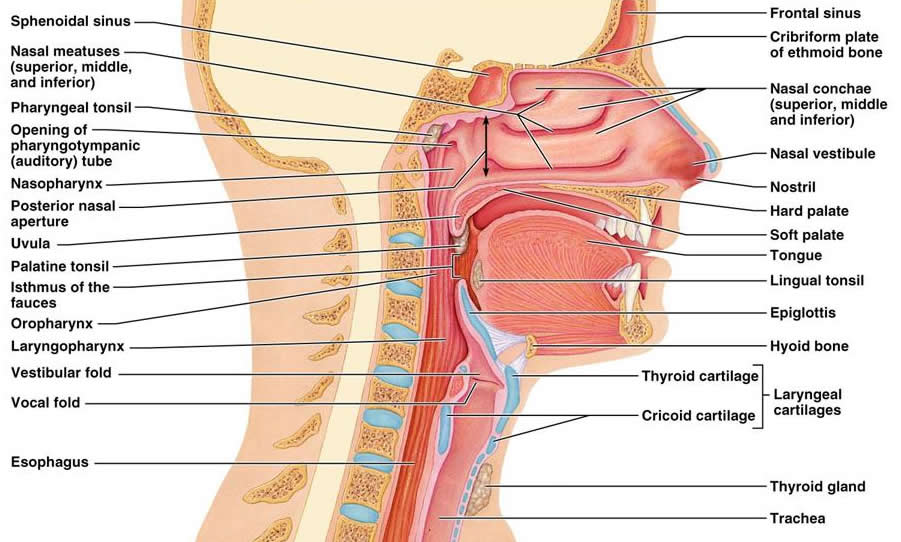 Sphenoidal sinus
Nasal meatuses
(superior, middle,
and inferior)
Pharyngeal tonsil
Opening of
pharyngotympanic
(auditory) tube
Nasopharynx
Posterior nasal
aperture
Uvula
Palatine tonsil
Isthmus of the
fauces
Oropharynx
Laryngopharynx
Vestibular fold
Vocal fold
Esophagus
Frontal sinus
Cribriform plate
of ethmoid bone
Nasal conchae
(superior, middle
and inferior)
Nasal vestibule
Nostril
Hard palate
Soft palate
Tongue
Lingual tonsil
Epiglottis
Hyoid bone
Thyroid cartilage
Cricoid cartilage
Laryngeal
cartilages
Thyroid gland
Trachea